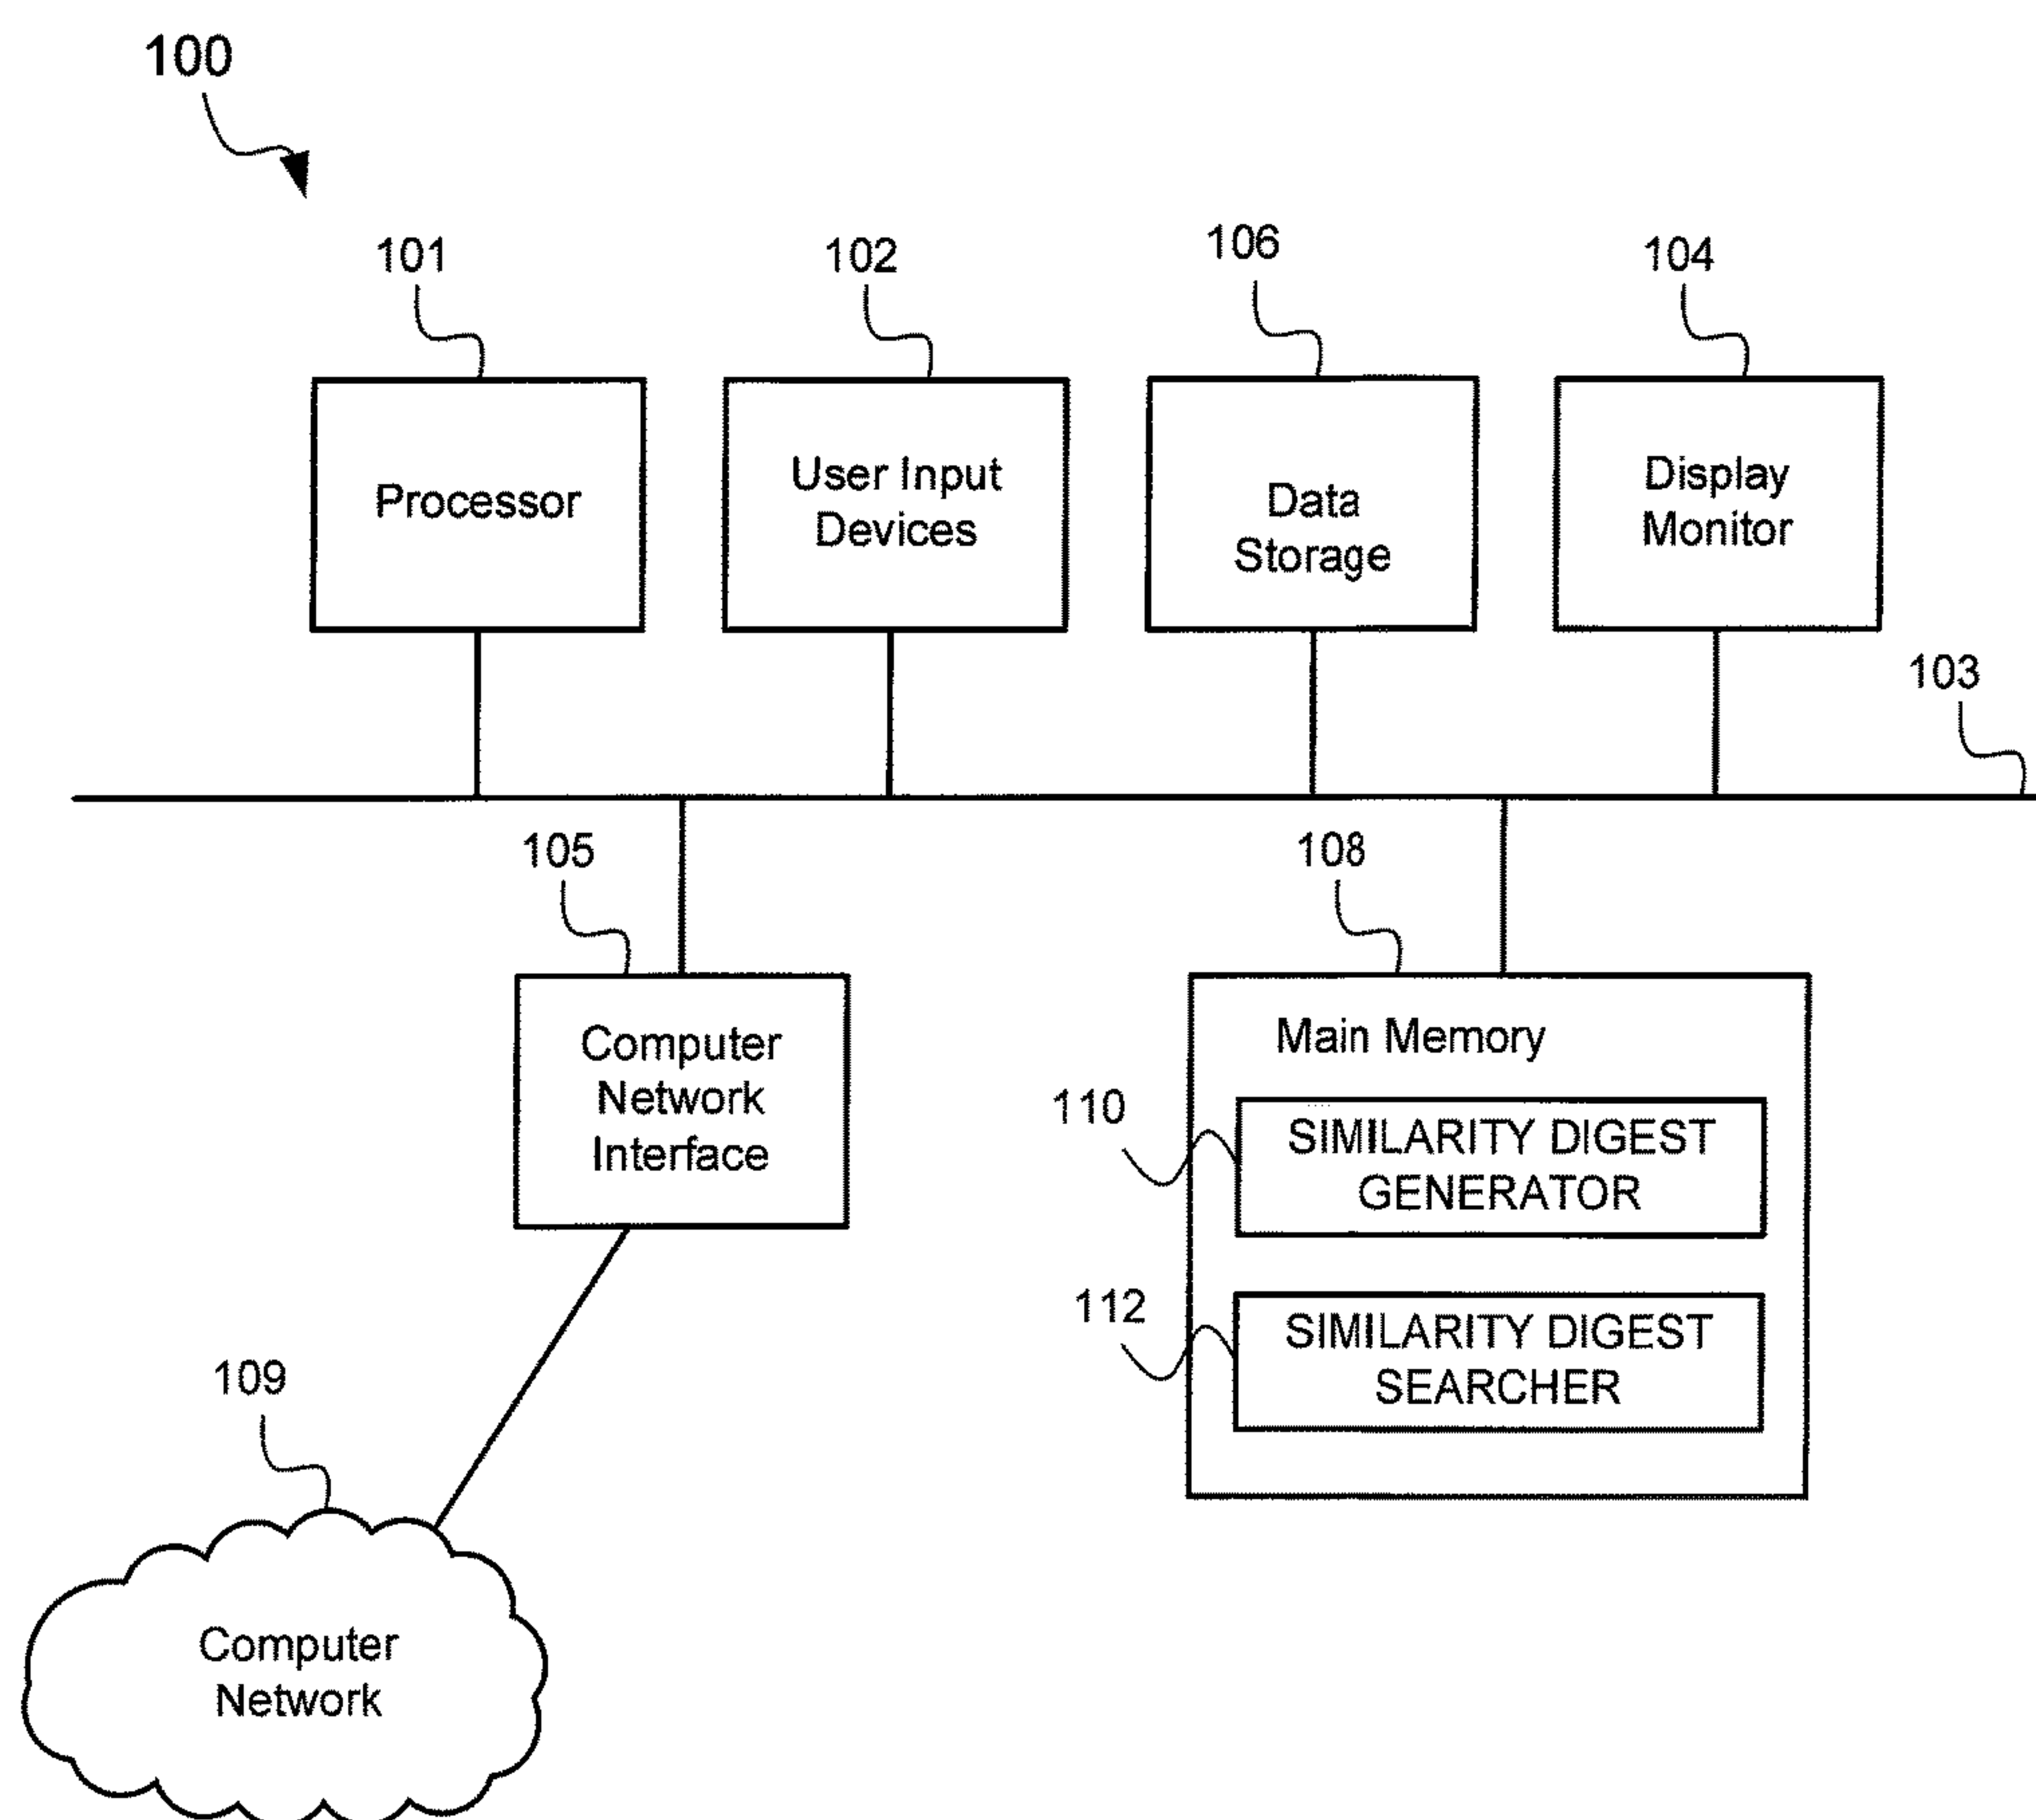 100
101
102
106
104
Processor
User Input
Devices
Data
Storage
Display
Monitor
103
105
108
Computer
Network
Interface
Main Memory
110
SIMILARITY DIGEST
GENERATOR
112
SIMILARITY DIGEST
SEARCHER
109
Computer
Network